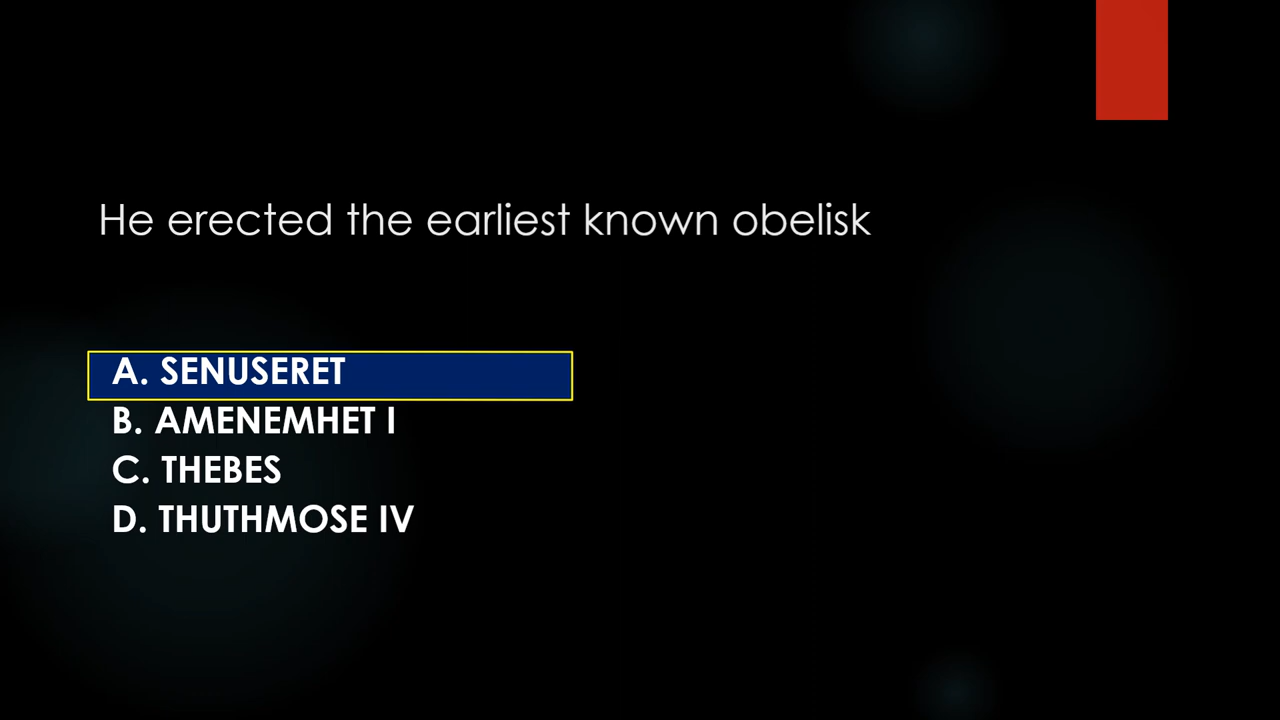 He erected the earliest known obelisk
A. SENUSERET
B. AMENEMHET I
C. THEBES
D. THUTHMOSE IV